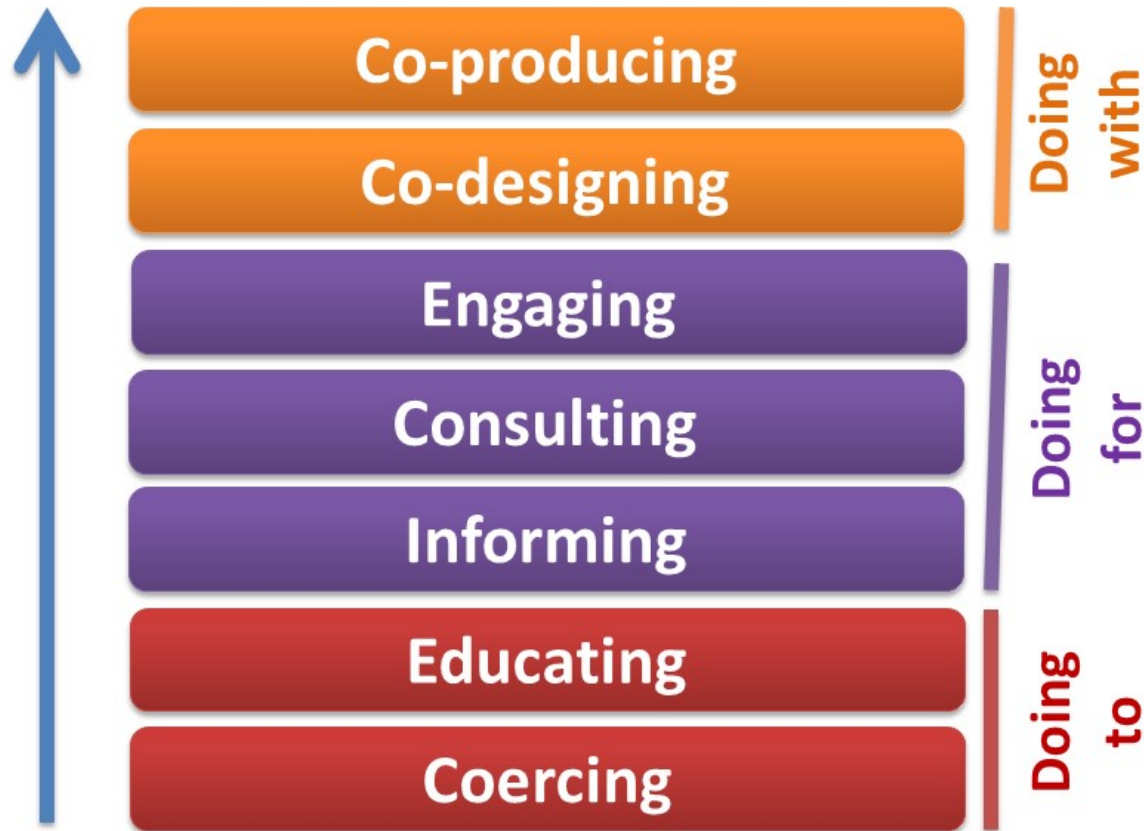 Co-producing
Co-designing
Doing
with
Engaging
Consulting
Informing
Doing
for
Educating
Coercing
Doing
to